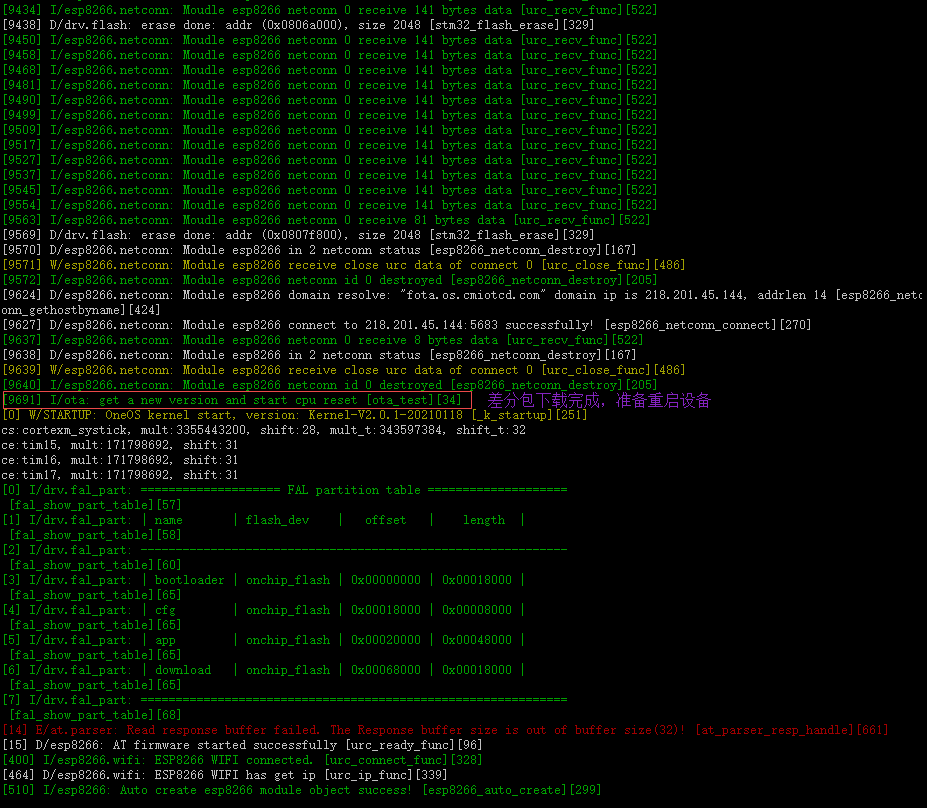 [9434] I/esp8266.netconn: Moudle esp8266 netconn 0 receive 141 bytes data [urc_recv_func][522]
[9438] D/drv.flash: erase done: addr (0x0806a000), size 2048 [stm32_flash_erase][329]
[9450] I/esp8266.netconn: Moudle esp8266 netconn 0 receive 141 bytes data [urc_recv_func][522]
[9458] I/esp8266.netconn: Moudle esp8266 netconn 0 receive 141 bytes data [urc_recv_func][522]
[9468] I/esp8266.netconn: Moudle esp8266 netconn 0 receive 141 bytes data [urc_recv_func][522]
[9481] I/esp8266.netconn: Moudle esp8266 netconn 0 receive 141 bytes data [urc_recv_func][522]
[9490] I/esp8266.netconn: Moudle esp8266 netconn 0 receive 141 bytes data [urc_recv_func][522]
[9499] I/esp8266.netconn: Moudle esp8266 netconn 0 receive 141 bytes data [urc_recv_func][522]
[9509] I/esp8266.netconn: Moudle esp8266 netconn 0 receive 141 bytes data [urc_recv_func][522]
[9517] I/esp8266.netconn: Moudle esp8266 netconn 0 receive 141 bytes data [urc_recv_func][522]
[9527] I/esp8266.netconn: Moudle esp8266 netconn 0 receive 141 bytes data [urc_recv_func][522]
[9537] I/esp8266.netconn: Moudle esp8266 netconn 0 receive 141 bytes data [urc_recv_func][522]
[9545] I/esp8266.netconn: Moudle esp8266 netconn 0 receive 141 bytes data [urc_recv_func][522]
[9554] I/esp8266.netconn: Moudle esp8266 netconn 0 receive 141 bytes data [urc_recv_func][522]
[9563] I/esp8266.netconn: Moudle esp8266 netconn 0 receive 81 bytes data [urc_recv_func][522]
[9569] D/drv.flash: erase done: addr (0x0807f800), size 2048 [stm32_flash_erase][329]
[9570] D/esp8266.netconn: Module esp8266 in 2 netconn status [esp8266_netconn_destroy][167]
[9571] W/esp8266.netconn: Module esp8266 receive close urc data of connect 0 [urc_close_func][486]
[9572] I/esp8266.netconn: Module esp8266 netconn id 0 destroyed [esp8266_netconn_destroy][205]
[9624] D/esp8266.netconn: Module esp8266 domain resolve: "fota.os.cmiotcd.com" domain ip is 218.201.45.144, addrlen 14 [esp8266_netc
onn_gethostbyname][424]
[9627] D/esp8266.netconn: Module esp8266 connect to 218.201.45.144:5683 successfully! [esp8266_netconn_connect][270]
[9637] I/esp8266.netconn: Moudle esp8266 netconn 0 receive 8 bytes data [urc_recv_func][522]
[9638] D/esp8266.netconn: Module esp8266 in 2 netconn status [esp8266_netconn_destroy][167]
[9639] W/esp8266.netconn: Module esp8266 receive close urc data of connect 0 [urc_close_func][486]
[9640] I/esp8266.netconn: Module esp8266 netconn id 0 destroyed [esp8266_netconn_destroy][205]
[9691] I/ota: get a new version and start cpu reset [ota_test][34] 差分包下载完成，准备重启设备
[0] W/STARTUP: OneOS kernel start, version: Kernel-V2.0.1-20210118 [_k_startup][251]
cs:cortexm_systick, mult:3355443200, shift:28, mult_t:343597384, shift_t:32
ce:tim15, mult:171798692, shift:31
ce:tim16, mult:171798692, shift:31
ce:tim17, mult:171798692, shift:31
[0] I/drv.fal_part: ==================== FAL partition table ====================
[fal_show_part_table][57]
[1] I/drv.fal_part: | name | flash_dev | offset | length |
[fal_show_part_table][58]
[2] I/drv.fal_part: -------------------------------------------------------------
[fal_show_part_table][60]
[3] I/drv.fal_part: | bootloader | onchip_flash | 0x00000000 | 0x00018000 |
[fal_show_part_table][65]
[4] I/drv.fal_part: | cfg | onchip_flash | 0x00018000 | 0x00008000 |
[fal_show_part_table][65]
[5] I/drv.fal_part: | app | onchip_flash | 0x00020000 | 0x00048000 |
[fal_show_part_table][65]
[6] I/drv.fal_part: | download | onchip_flash | 0x00068000 | 0x00018000 |
[fal_show_part_table][65]
[7] I/drv.fal_part: =============================================================
[fal_show_part_table][68]
[14] E/at.parser: Read response buffer failed. The Response buffer size is out of buffer size(32)! [at_parser_resp_handle][661]
[15] D/esp8266: AT firmware started successfully [urc_ready_func][96]
[400] I/esp8266.wifi: ESP8266 WIFI connected. [urc_connect_func][328]
[464] D/esp8266.wifi: ESP8266 WIFI has get ip [urc_ip_func][339]
[510] I/esp8266: Auto create esp8266 module object success! [esp8266_auto_create][299]